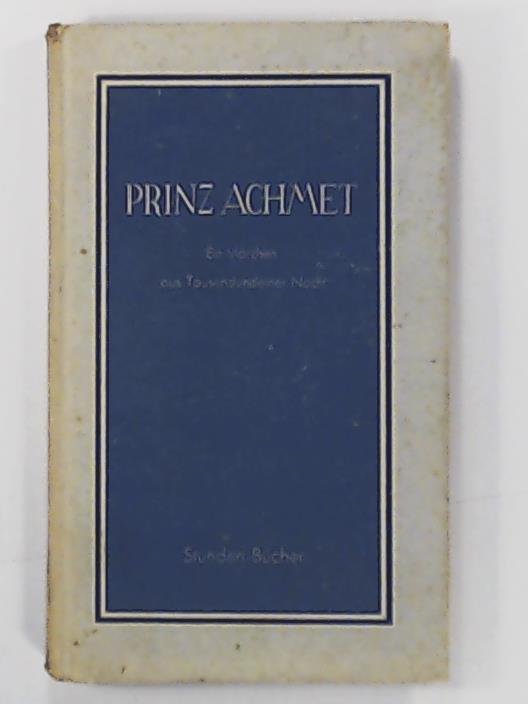 PRINZ ACHMET
Ein Märchen
aus Tausendundeiner Nacht
Stunden-Bücher